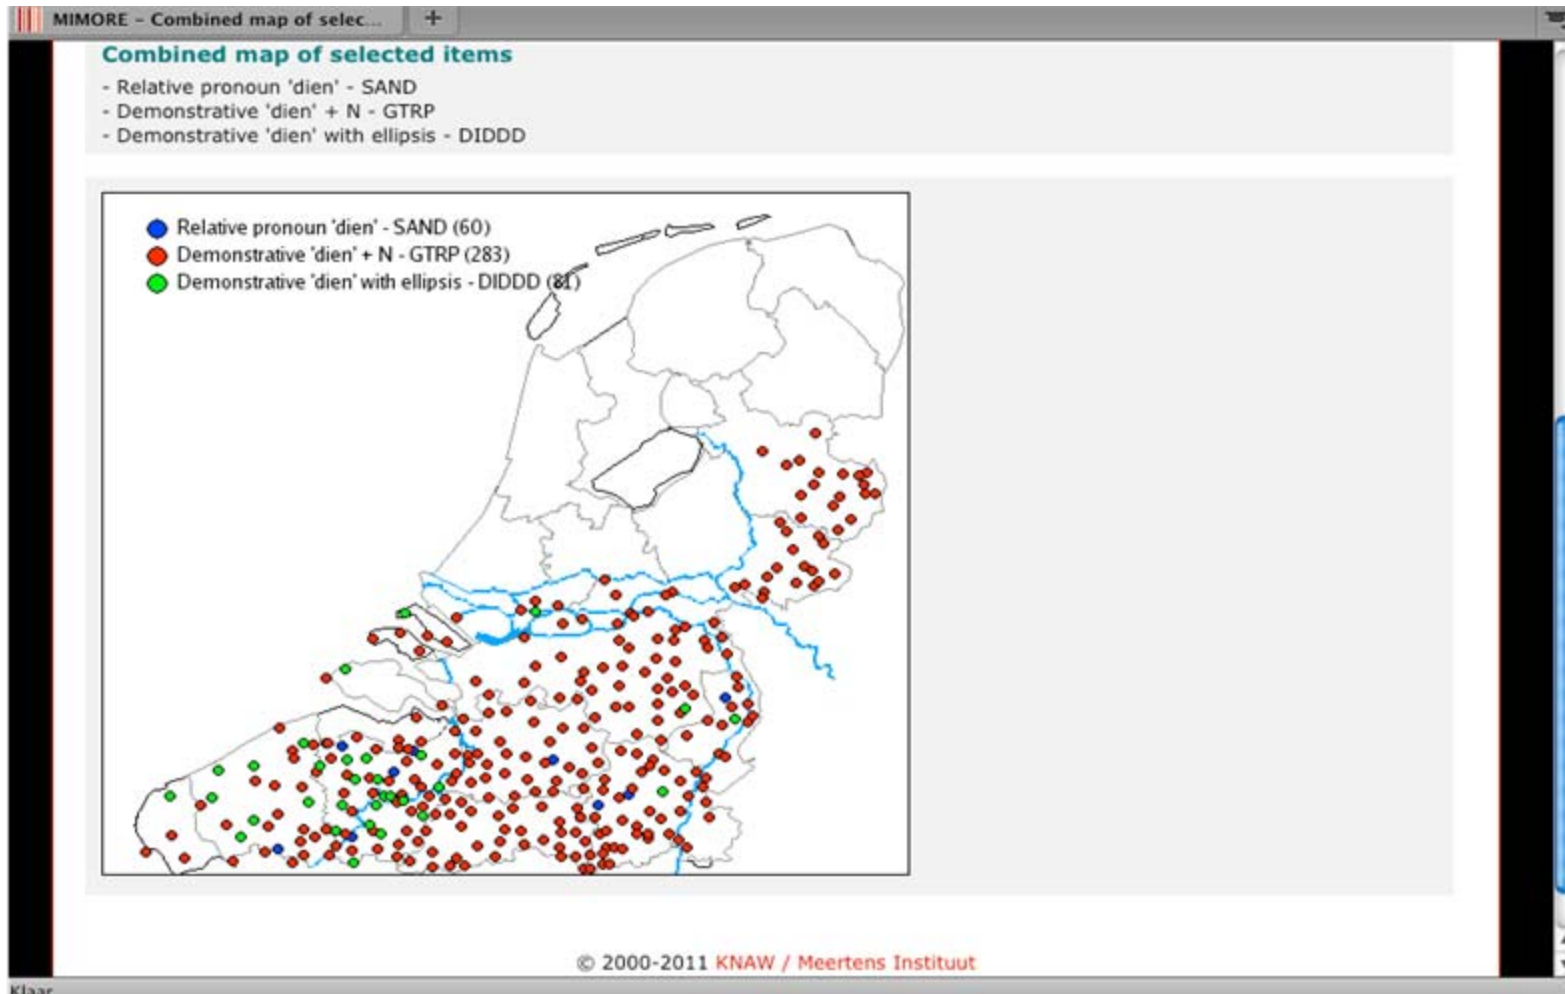 MIMORE – Combined map of selec...
+
Combined map of selected items
- Relative pronoun 'dien' - SAND
- Demonstrative 'dien' + N - GTRP
- Demonstrative 'dien' with ellipsis - DIDDD
Relative pronoun 'dien' - SAND (60)
Demonstrative 'dien' + N - GTRP (283)
Demonstrative 'dien' with ellipsis - DIDDD (81)
© 2000-2011 KNAW / Meertens Instituut
Klaar